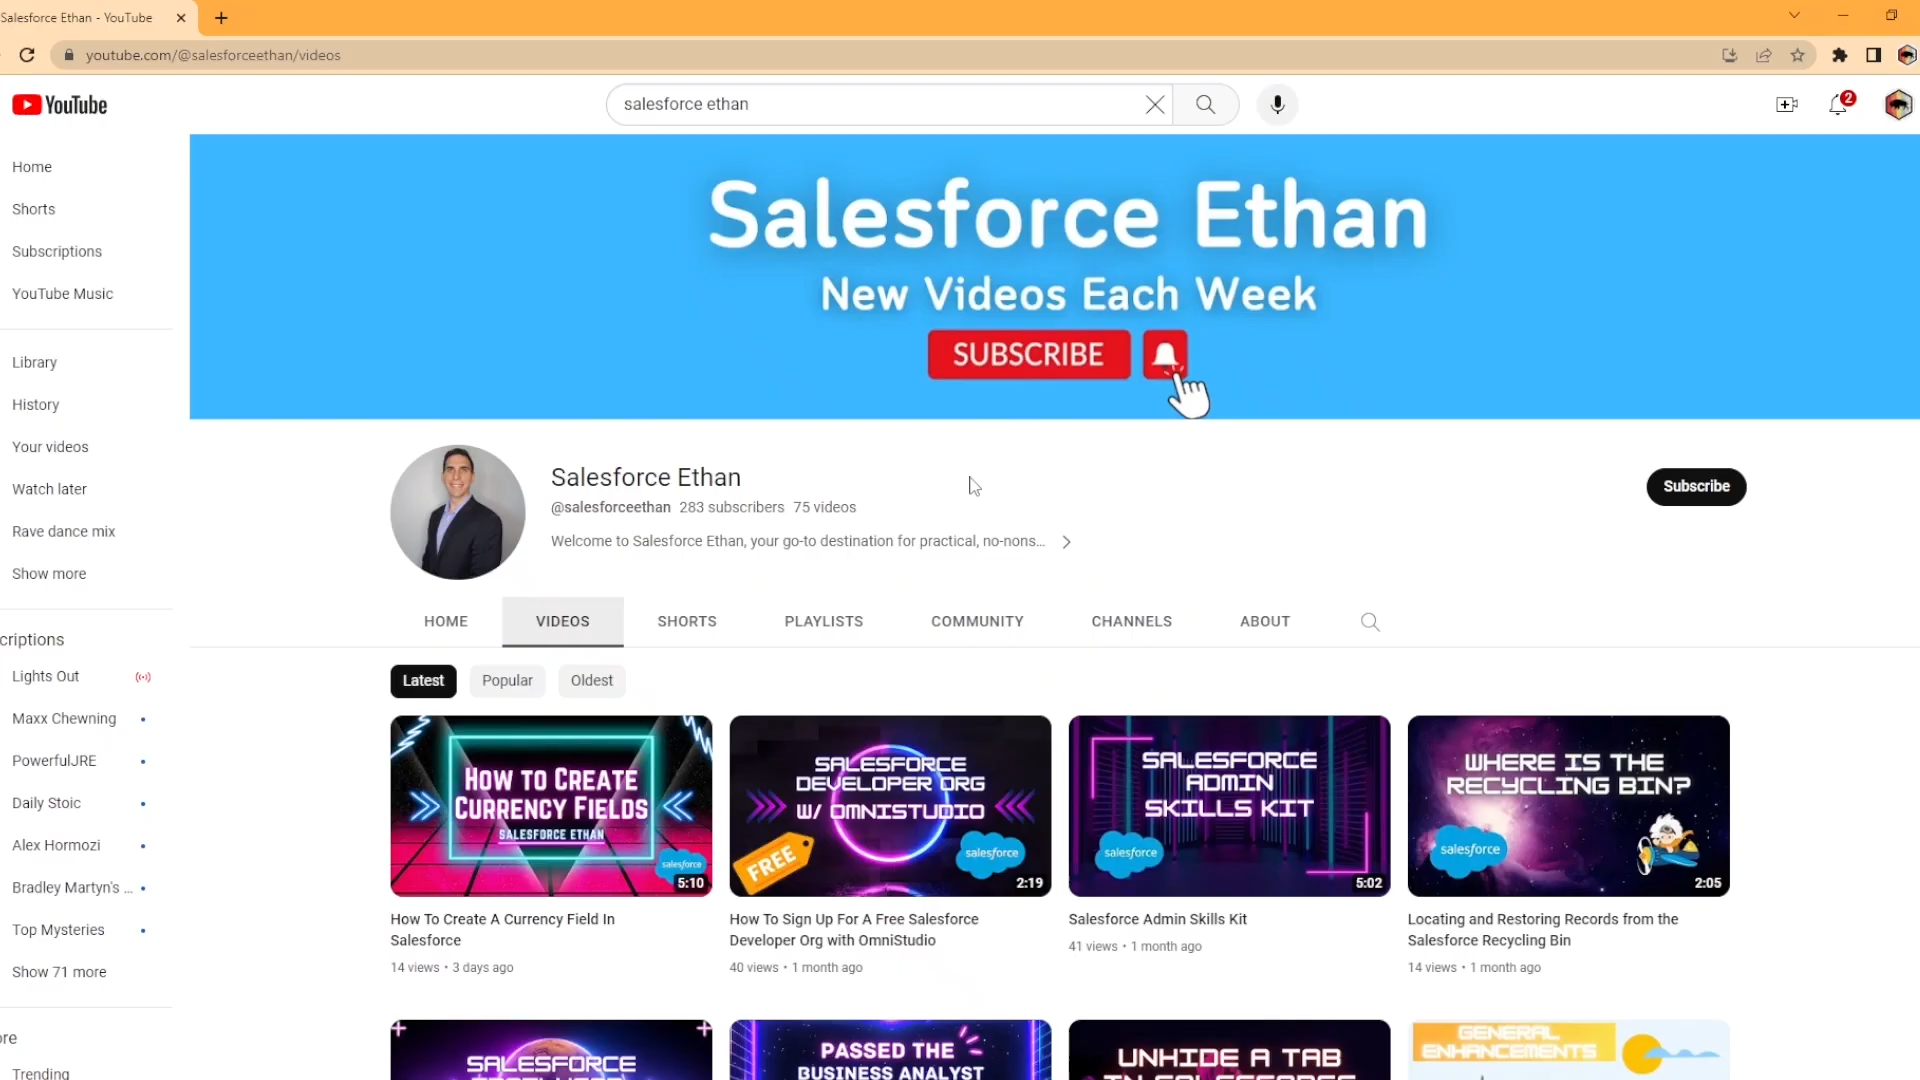 Salesforce Ethan - YouTube
youtube.com/@salesforceethan/videos
YouTube
salesforce ethan
2
Home
Shorts
Subscriptions
YouTube Music
Library
History
Your videos
Watch later
Rave dance mix
Show more
criptions
Lights Out
Maxx Chewning
PowerfulJRE
Daily Stoic
Alex Hormozi
Bradley Martyn's ...
Top Mysteries
Show 71 more
ore
Trending
Salesforce Ethan
New Videos Each Week
SUBSCRIBE
Salesforce Ethan
@salesforceethan 283 subscribers 75 videos
Welcome to Salesforce Ethan, your go-to destination for practical, no-nons...
Subscribe
HOME VIDEOS SHORTS PLAYLISTS COMMUNITY CHANNELS ABOUT
Latest Popular Oldest
HOW TO CREATE
CURRENCY FIELDS
SALESFORCE ETHAN
salesforce
5:10
How To Create A Currency Field In
Salesforce
14 views • 3 days ago
SALESFORCE
DEVELOPER ORG
W/ OMNISTUDIO
FREE
salesforce
2:19
How To Sign Up For A Free Salesforce
Developer Org with OmniStudio
40 views • 1 month ago
SALESFORCE
ADMIN
SKILLS KIT
salesforce
5:02
Salesforce Admin Skills Kit
41 views • 1 month ago
WHERE IS THE
RECYCLING BIN?
salesforce
2:05
Locating and Restoring Records from the
Salesforce Recycling Bin
14 views • 1 month ago
SALESFORCE
PASSED THE
BUSINESS ANALYST
UNHIDE A TAB
IN SALESFORCE
GENERAL
ENHANCEMENTS